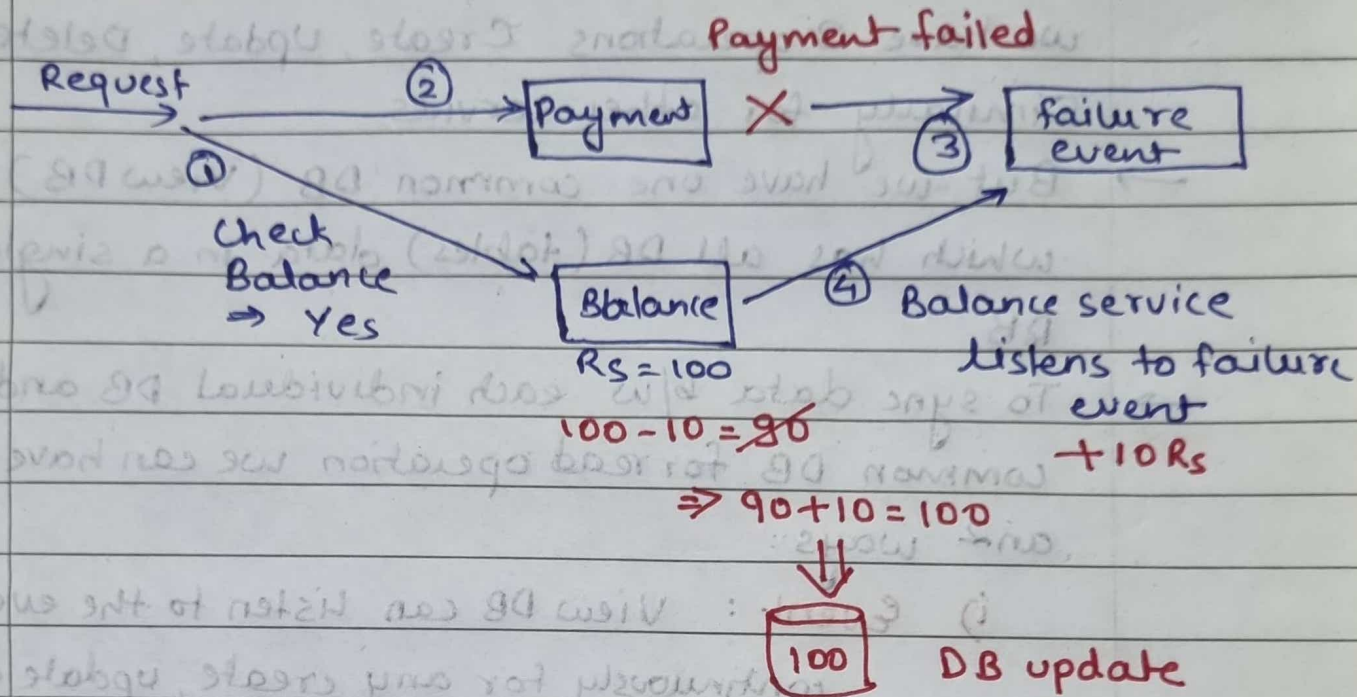 Payment failed
Request
②
Payment
X
③
failure
event
①
Check
Balance
⇒ Yes
Balance
Rs = 100
④
Balance service
listens to failure
event
+10 Rs
100 - 10 = 90
⇒ 90 + 10 = 100
100
DB update